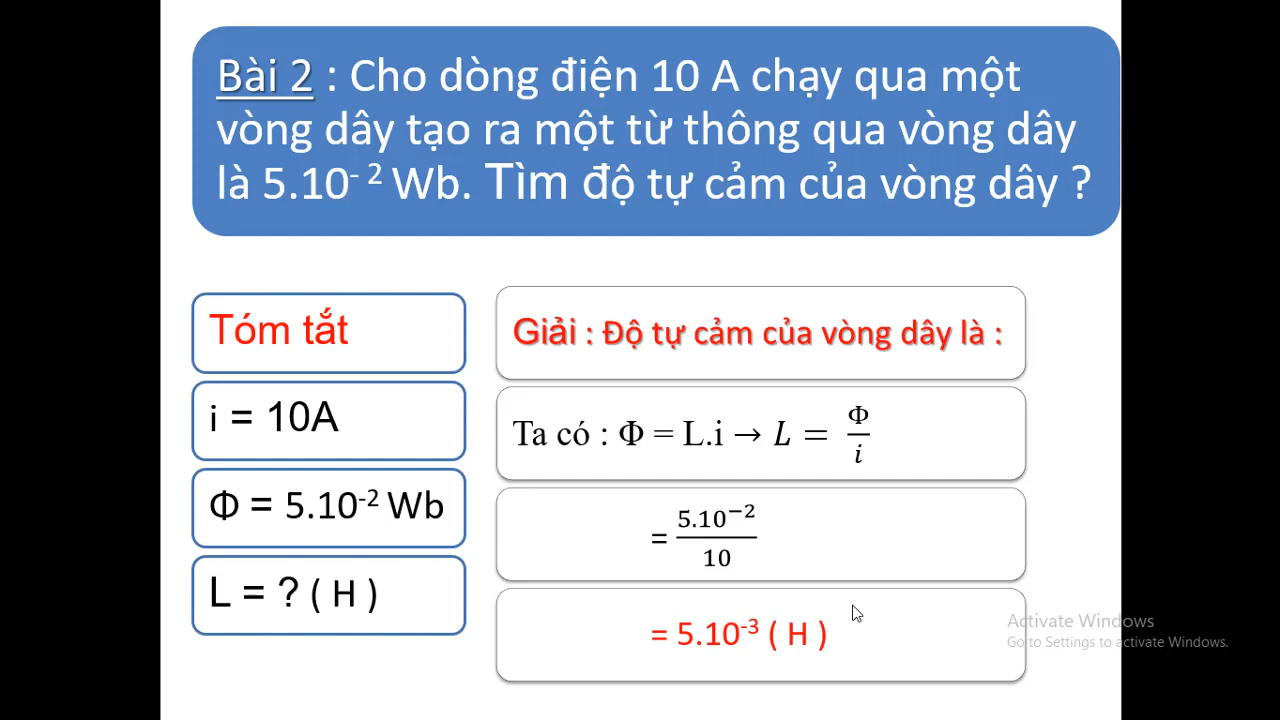 Bài 2 : Cho dòng điện 10 A chạy qua một
vòng dây tạo ra một từ thông qua vòng dây
là 5.10⁻ ² Wb. Tìm độ tự cảm của vòng dây ?
Tóm tắt
i = 10A
Φ = 5.10⁻² Wb
L = ? ( H )
Giải : Độ tự cảm của vòng dây là :
Ta có : Φ = L.i → L = Φ/i
= 5.10⁻²/10
= 5.10⁻³ ( H )
Activate Windows
Go to Settings to activate Windows.